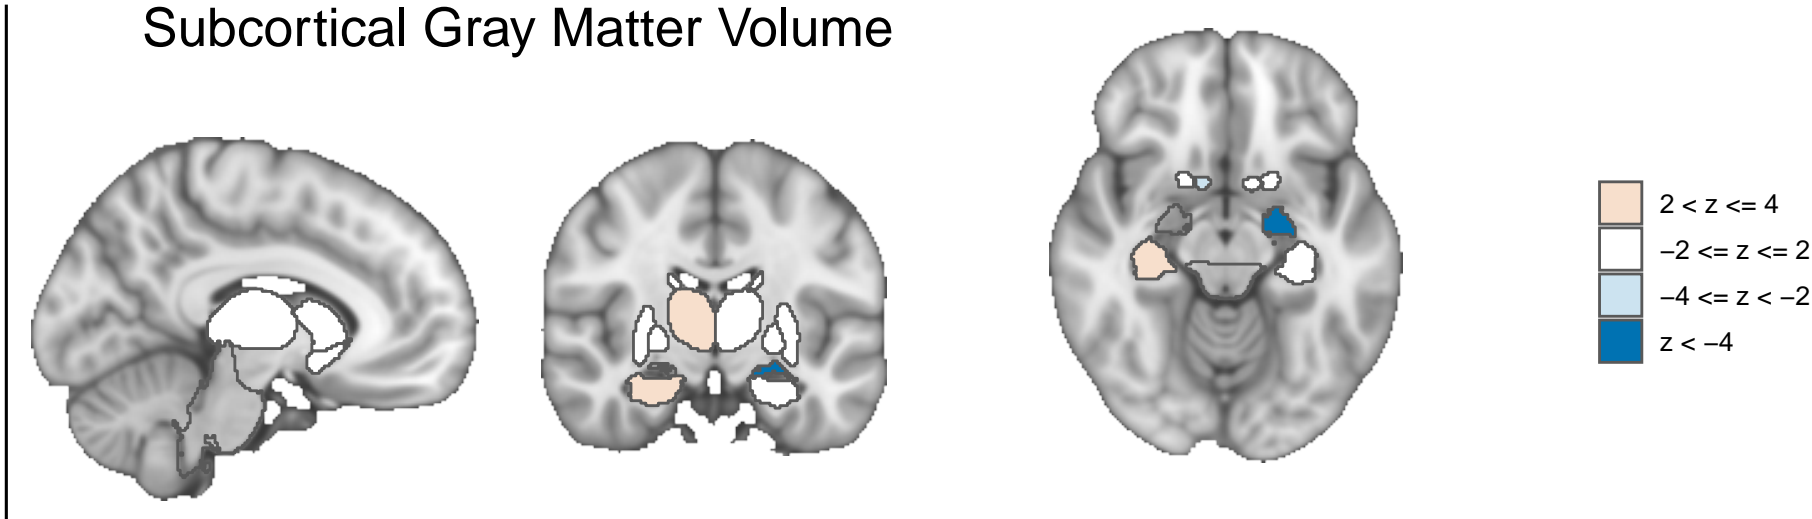 Subcortical Gray Matter Volume
2 < z <= 4
−2 <= z <= 2
−4 <= z < −2
z < −4